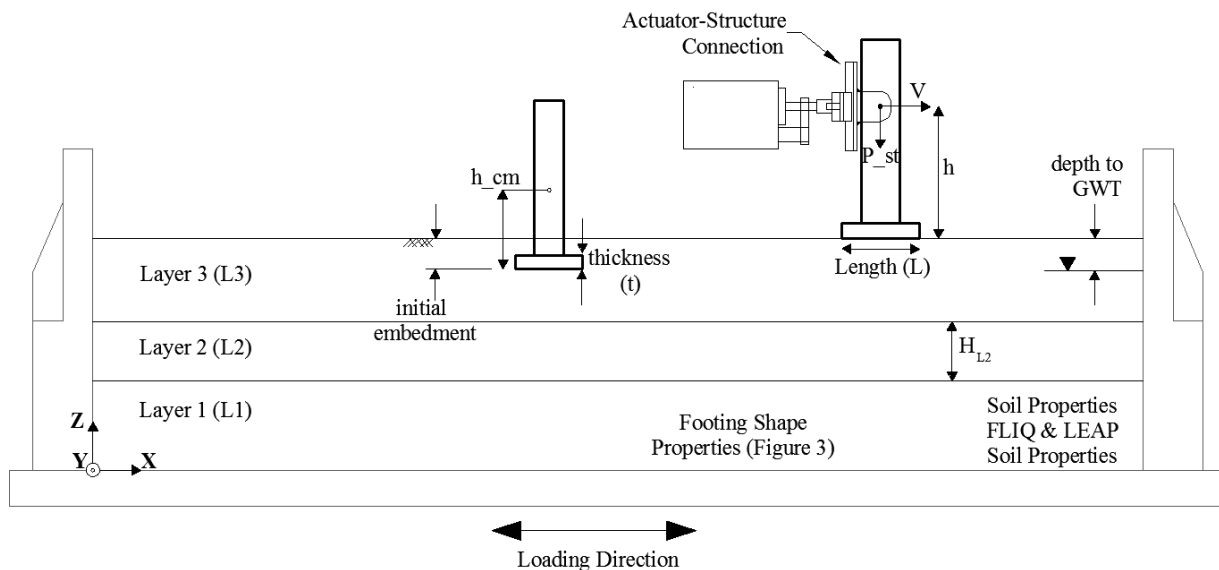 Actuator-Structure
Connection
V
P_st
h
h_cm
depth to
GWT
thickness
(t)
Length (L)
Layer 3 (L3)
initial
embedment
Layer 2 (L2)
H_L2
Layer 1 (L1)
Z
Y
X
Footing Shape
Properties (Figure 3)
Soil Properties
FLIQ & LEAP
Soil Properties
Loading Direction